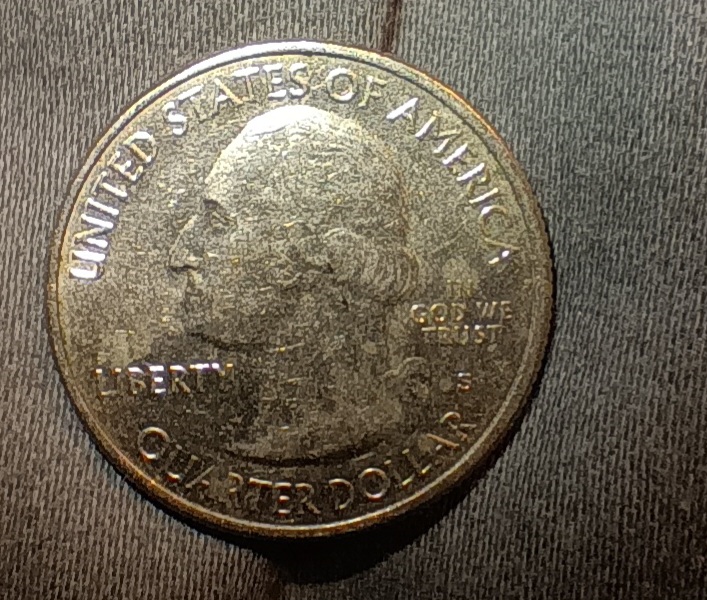 UNITED STATES OF AMERICA
IN
GOD WE
TRUST
LIBERTY
S
QUARTER DOLLAR